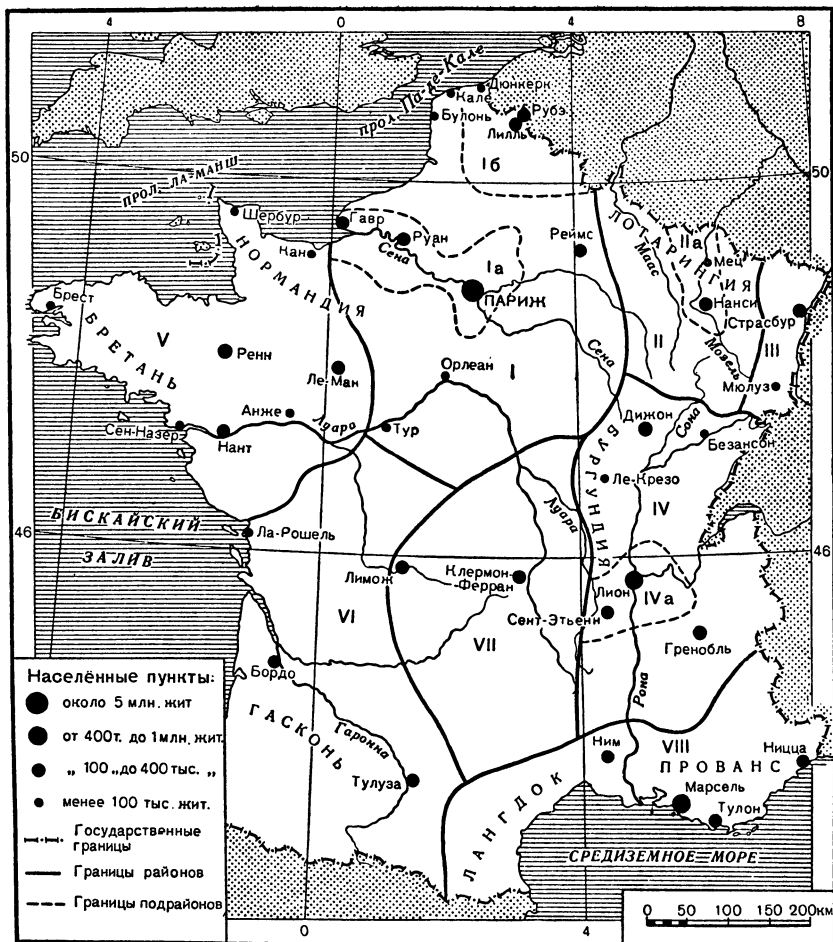 4
0
4
8
прол. Па-де-Кале
Дюнкерк
Кале
Рубэ
Булонь
Лилль
50
50
прол. Ла-Манш
Iб
Шербур
Гавр
Руан
Сена
Кан
НОРМАНДИЯ
Iа
Реймс
ЛОТАРИНГИЯ
Маас
IIа
Мец
Нанси
ПАРИЖ
Страсбур
Брест
БРЕТАНЬ
V
Ренн
Ле-Ман
Орлеан
I
Сена
II
Мозель
III
Мюлуз
Сен-Назер
Анже
Луара
Тур
Нант
Дижон
Сона
Безансон
БУРГУНДИЯ
Ле-Крезо
Луара
IV
БИСКАЙСКИЙ
ЗАЛИВ
46
46
Ла-Рошель
Лимож
Клермон-
Ферран
Лион
IVа
Сент-Этьенн
Гренобль
VI
VII
Бордо
ГАСКОНЬ
Гаронна
Тулуза
Рона
Ним
VIII
ПРОВАНС
Ницца
Марсель
Тулон
ЛАНГДОК
СРЕДИЗЕМНОЕ МОРЕ
Населённые пункты:
около 5 млн. жит
от 400т. до 1 млн. жит.
„ 100 „ до 400 тыс. „
менее 100 тыс. жит.
Государственные
границы
Границы районов
Границы подрайонов
0 50 100 150 200км
0
4